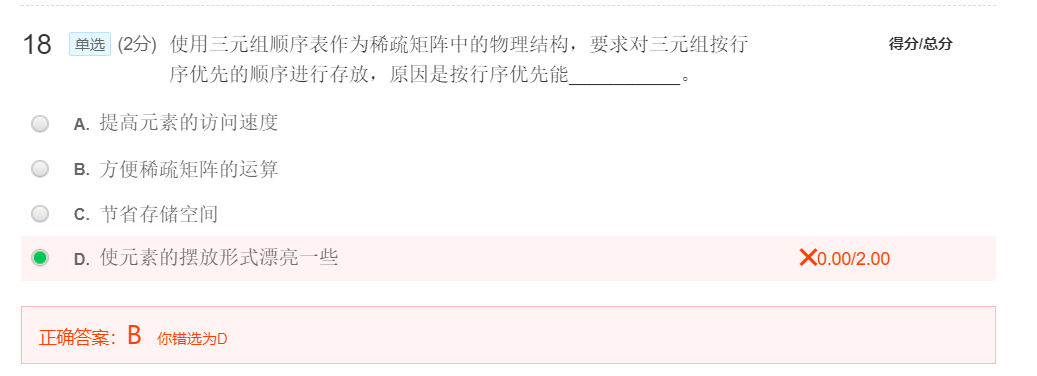 18 单选 (2分) 使用三元组顺序表作为稀疏矩阵中的物理结构，要求对三元组按行 得分/总分
序优先的顺序进行存放，原因是按行序优先能___________。
A. 提高元素的访问速度
B. 方便稀疏矩阵的运算
C. 节省存储空间
D. 使元素的摆放形式漂亮一些 ×0.00/2.00
正确答案：B 你错选为D